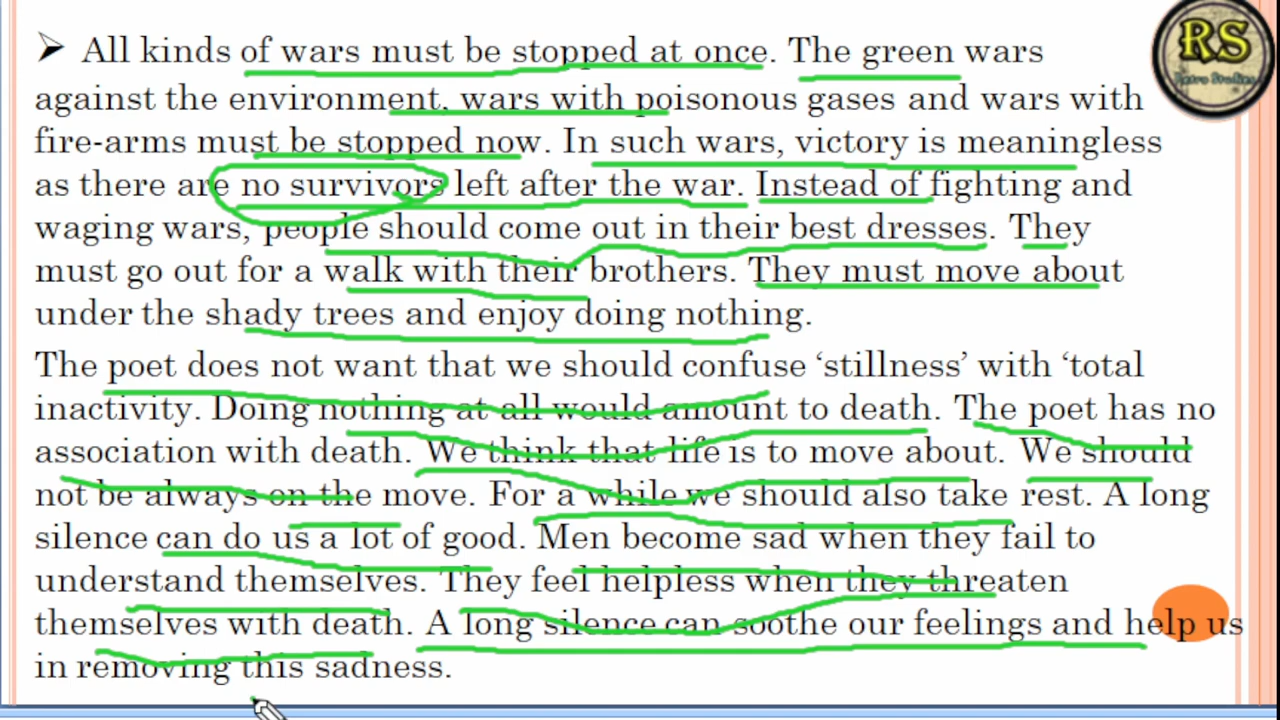 All kinds of wars must be stopped at once. The green wars
against the environment, wars with poisonous gases and wars with
fire-arms must be stopped now. In such wars, victory is meaningless
as there are no survivors left after the war. Instead of fighting and
waging wars, people should come out in their best dresses. They
must go out for a walk with their brothers. They must move about
under the shady trees and enjoy doing nothing.
The poet does not want that we should confuse ‘stillness’ with ‘total
inactivity. Doing nothing at all would amount to death. The poet has no
association with death. We think that life is to move about. We should
not be always on the move. For a while we should also take rest. A long
silence can do us a lot of good. Men become sad when they fail to
understand themselves. They feel helpless when they threaten
themselves with death. A long silence can soothe our feelings and help us
in removing this sadness.
RS
Retro Studies